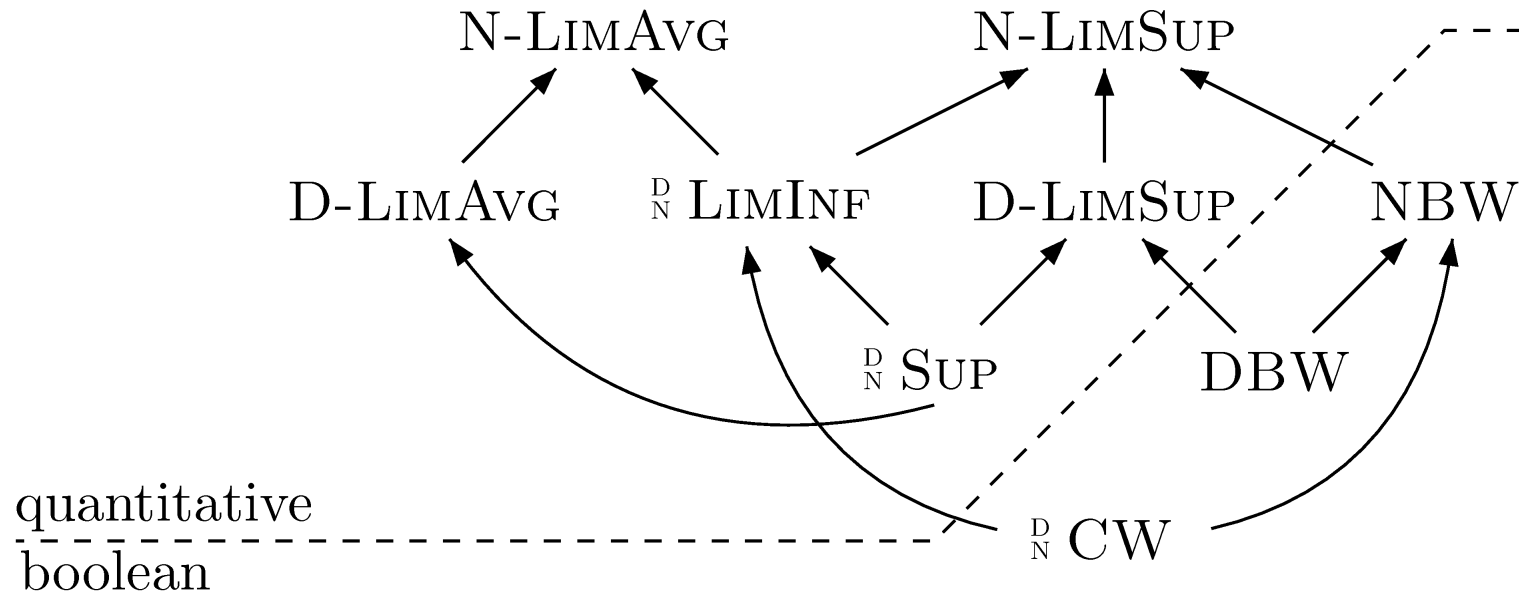 N-LIMAVG N-LIMSUP
D-LIMAVG D N LIMINF D-LIMSUP NBW
D N SUP DBW
quantitative
D N CW
boolean